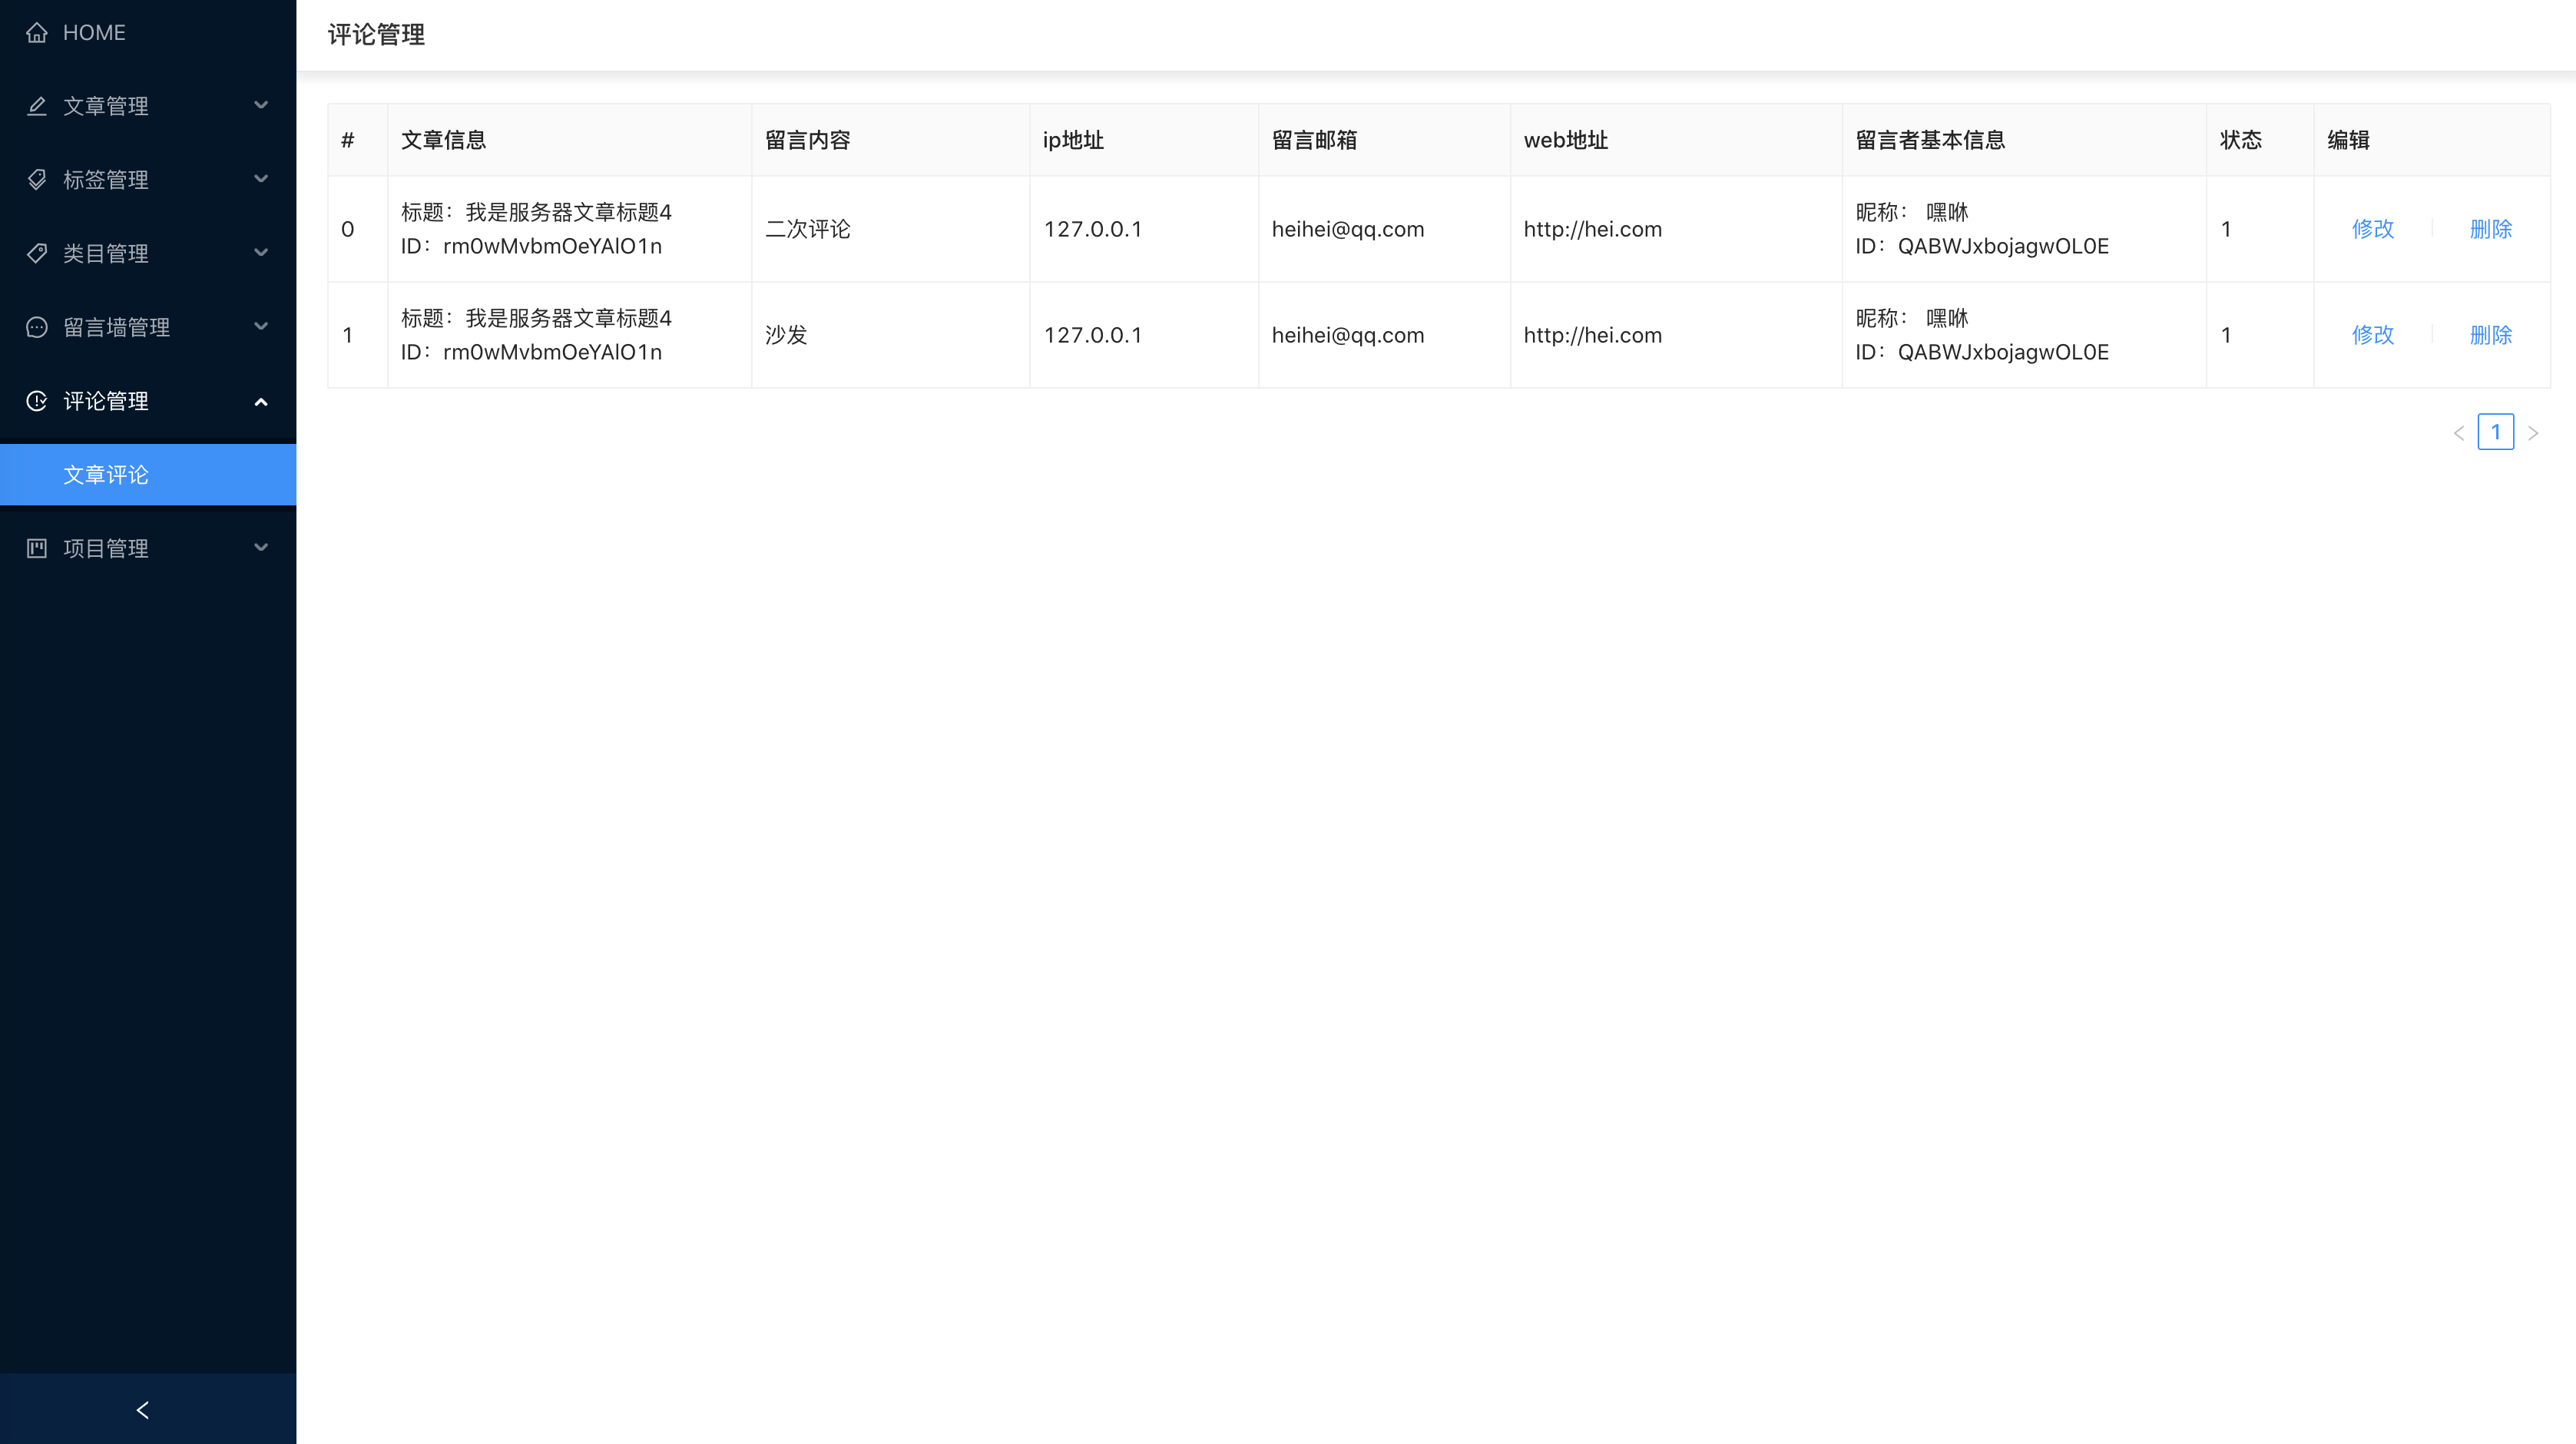 HOME
文章管理
标签管理
类目管理
留言墙管理
评论管理
文章评论
项目管理
评论管理
# 文章信息 留言内容 ip地址 留言邮箱 web地址 留言者基本信息 状态 编辑
0 标题：我是服务器文章标题4 ID：rm0wMvbmOeYAlO1n 二次评论 127.0.0.1 heihei@qq.com http://hei.com 昵称： 嘿咻 ID：QABWJxbojagwOL0E 1 修改 删除
1 标题：我是服务器文章标题4 ID：rm0wMvbmOeYAlO1n 沙发 127.0.0.1 heihei@qq.com http://hei.com 昵称： 嘿咻 ID：QABWJxbojagwOL0E 1 修改 删除
1